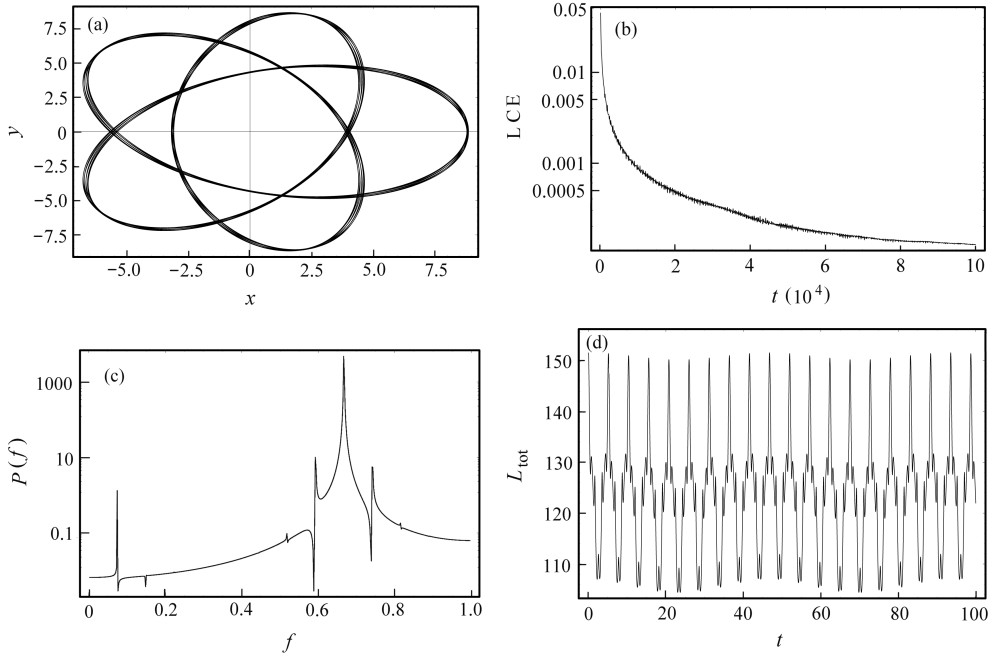 (a)
7.5
5.0
2.5
0
−2.5
−5.0
−7.5
y
−5.0 −2.5 0 2.5 5.0 7.5
x
(b)
0.05
0.01
0.005
0.001
0.0005
LCE
0 2 4 6 8 10
t (10⁴)
(c)
1000
10
0.1
P(f)
0 0.2 0.4 0.6 0.8 1.0
f
(d)
150
140
130
120
110
Ltot
0 20 40 60 80 100
t